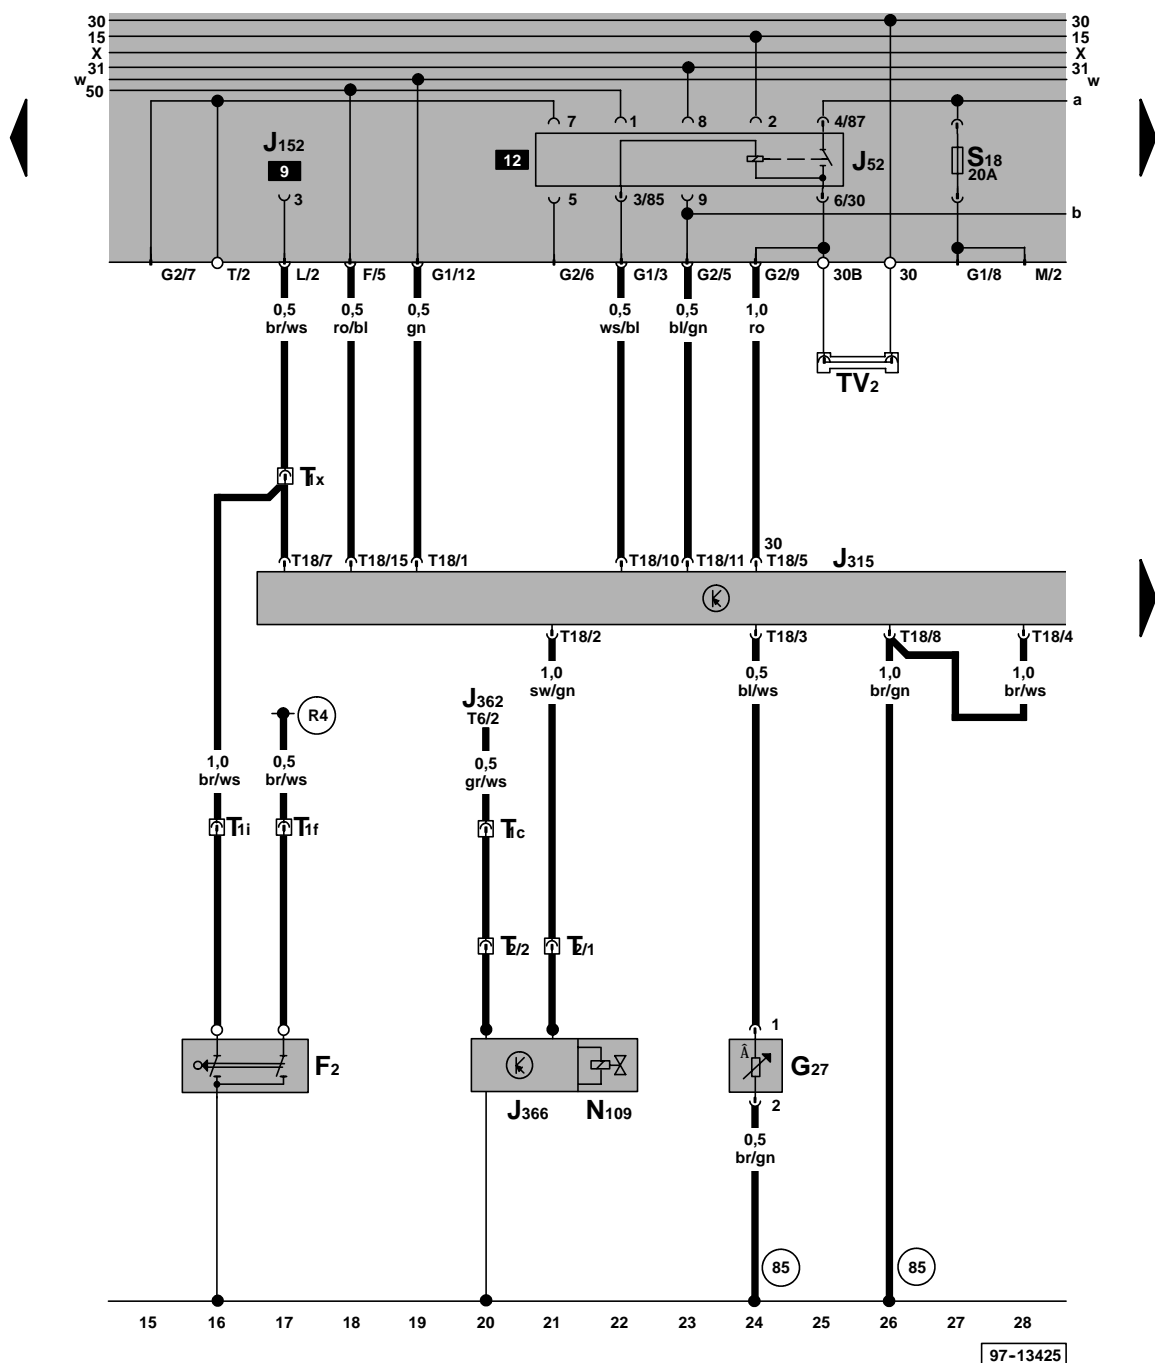 30 30
15 15
X X
31 31
w w
50
a
7 1 8 2 4/87
J152
9
12
J52
S18
20A
3
5 3/85 9 6/30
b
G2/7 T/2 L/2 F/5 G1/12 G2/6 G1/3 G2/5 G2/9 30B 30 G1/8 M/2
0,5 0,5 0,5 0,5 0,5 1,0
br/ws ro/bl gn ws/bl bl/gn ro
TV2
T1x
30
T18/7 T18/15 T18/1 T18/10 T18/11 T18/5
J315
T18/2 T18/3 T18/8 T18/4
1,0 0,5 1,0 1,0
sw/gn bl/ws br/gn br/ws
J362
T6/2
R4
1,0 0,5 0,5
br/ws br/ws gr/ws
T1i T1f T1c
T2/2 T2/1
1
F2
Â
G27
J366 N109
2
0,5
br/gn
85 85
15 16 17 18 19 20 21 22 23 24 25 26 27 28
97-13425